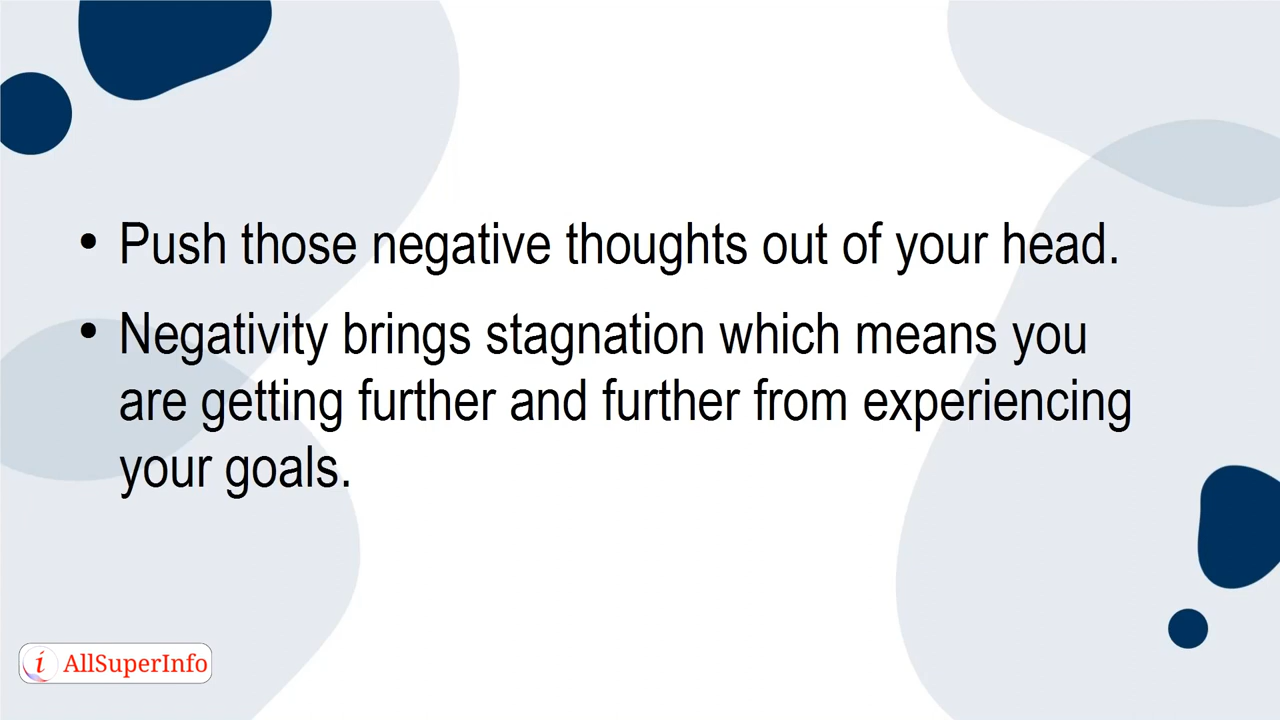 • Push those negative thoughts out of your head.
• Negativity brings stagnation which means you
are getting further and further from experiencing
your goals.
i AllSuperInfo